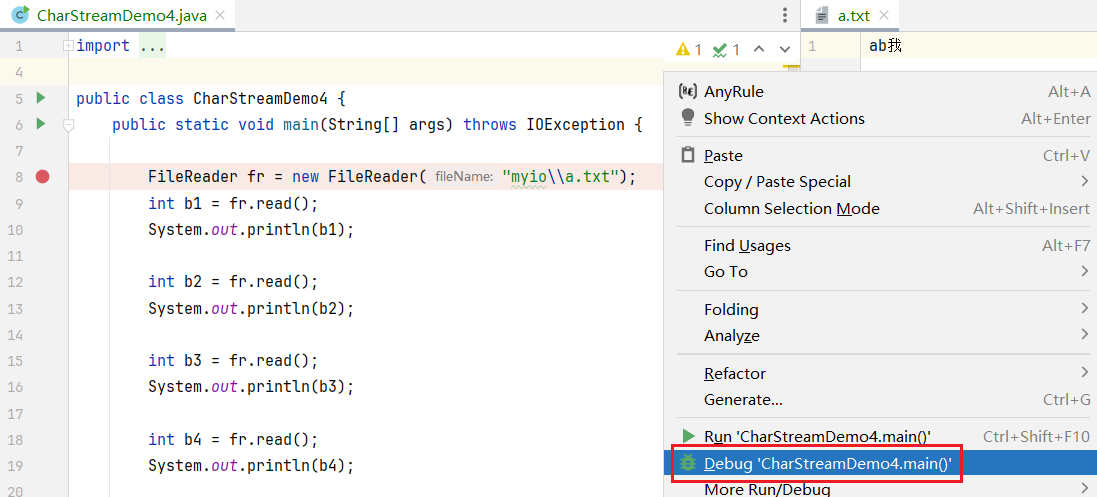 CharStreamDemo4.java
a.txt
1 import ...
1 1
1 ab我
4
5 public class CharStreamDemo4 {
6 public static void main(String[] args) throws IOException {
7
8 FileReader fr = new FileReader( fileName: "myio\\a.txt");
9 int b1 = fr.read();
10 System.out.println(b1);
11
12 int b2 = fr.read();
13 System.out.println(b2);
14
15 int b3 = fr.read();
16 System.out.println(b3);
17
18 int b4 = fr.read();
19 System.out.println(b4);
20
AnyRule Alt+A
Show Context Actions Alt+Enter
Paste Ctrl+V
Copy / Paste Special
Column Selection Mode Alt+Shift+Insert
Find Usages Alt+F7
Go To
Folding
Analyze
Refactor
Generate... Ctrl+G
Run 'CharStreamDemo4.main()' Ctrl+Shift+F10
Debug 'CharStreamDemo4.main()'
More Run/Debug